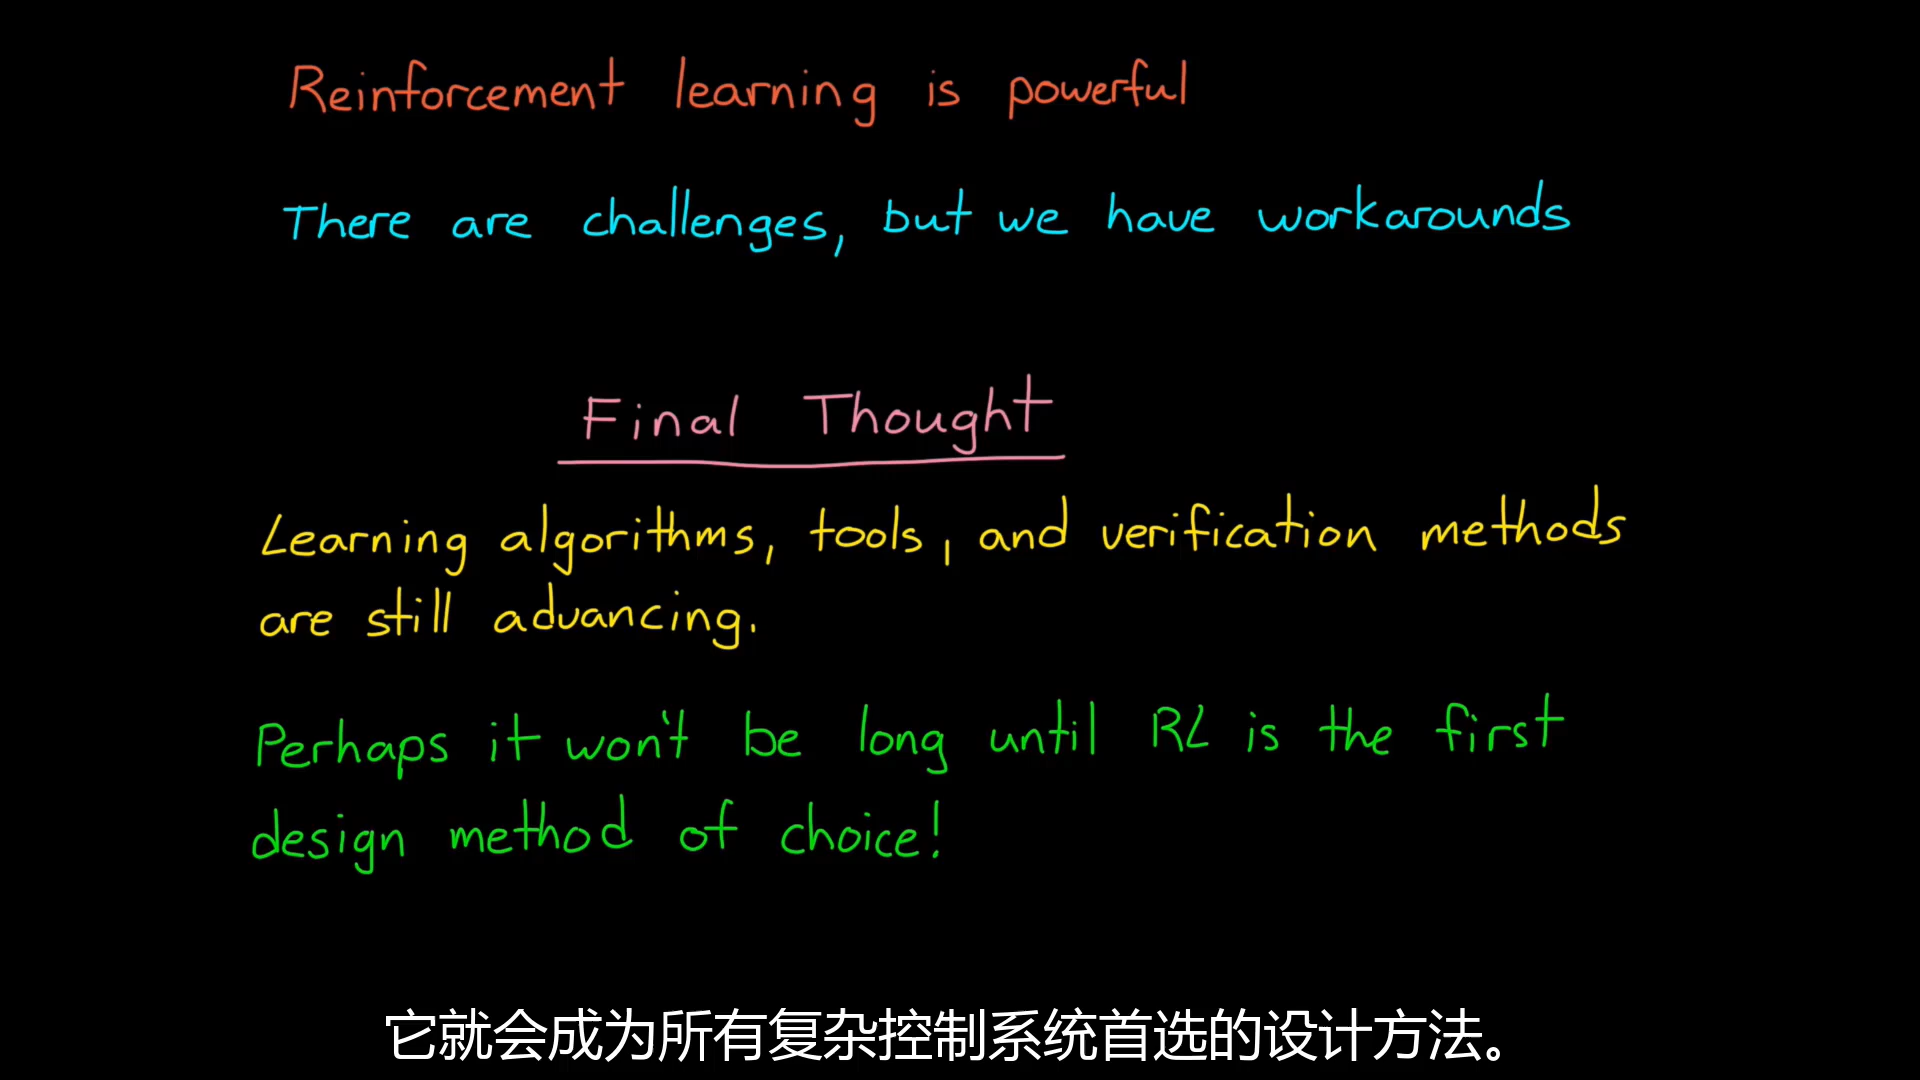 Reinforcement learning is powerful
There are challenges, but we have workarounds
Final Thought
Learning algorithms, tools, and verification methods
are still advancing.
Perhaps it won't be long until RL is the first
design method of choice!
它就会成为所有复杂控制系统首选的设计方法。